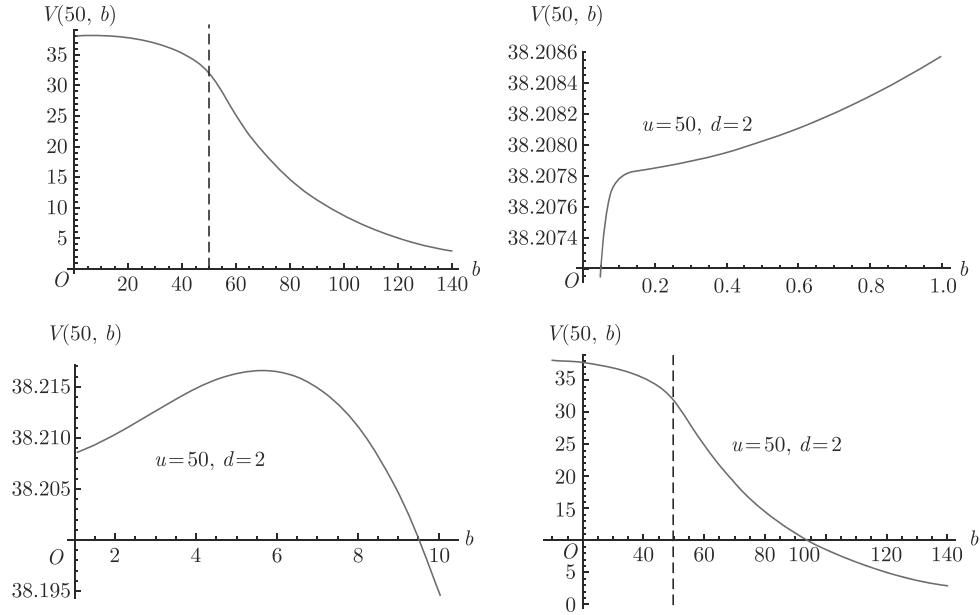 V(50, b)
35
30
25
20
15
10
5
O
20 40 60 80 100 120 140 b
V(50, b)
38.2086
38.2084
38.2082
38.2080
38.2078
38.2076
38.2074
u=50, d=2
O
0.2 0.4 0.6 0.8 1.0 b
V(50, b)
38.215
38.210
38.205
38.195
u=50, d=2
O
2 4 6 8 10 b
V(50, b)
35
30
25
20
15
10
5
0
u=50, d=2
O
40 60 80 100 120 140 b